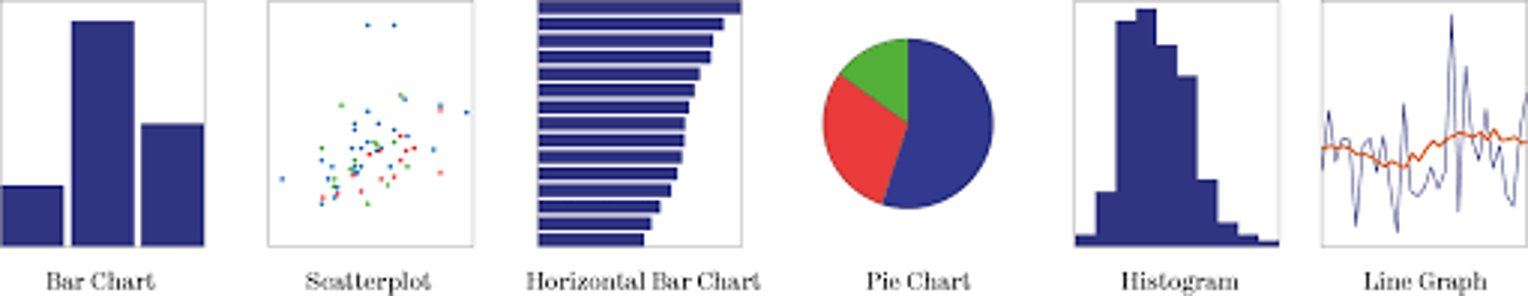 Bar Chart
Scatterplot
Horizontal Bar Chart
Pie Chart
Histogram
Line Graph